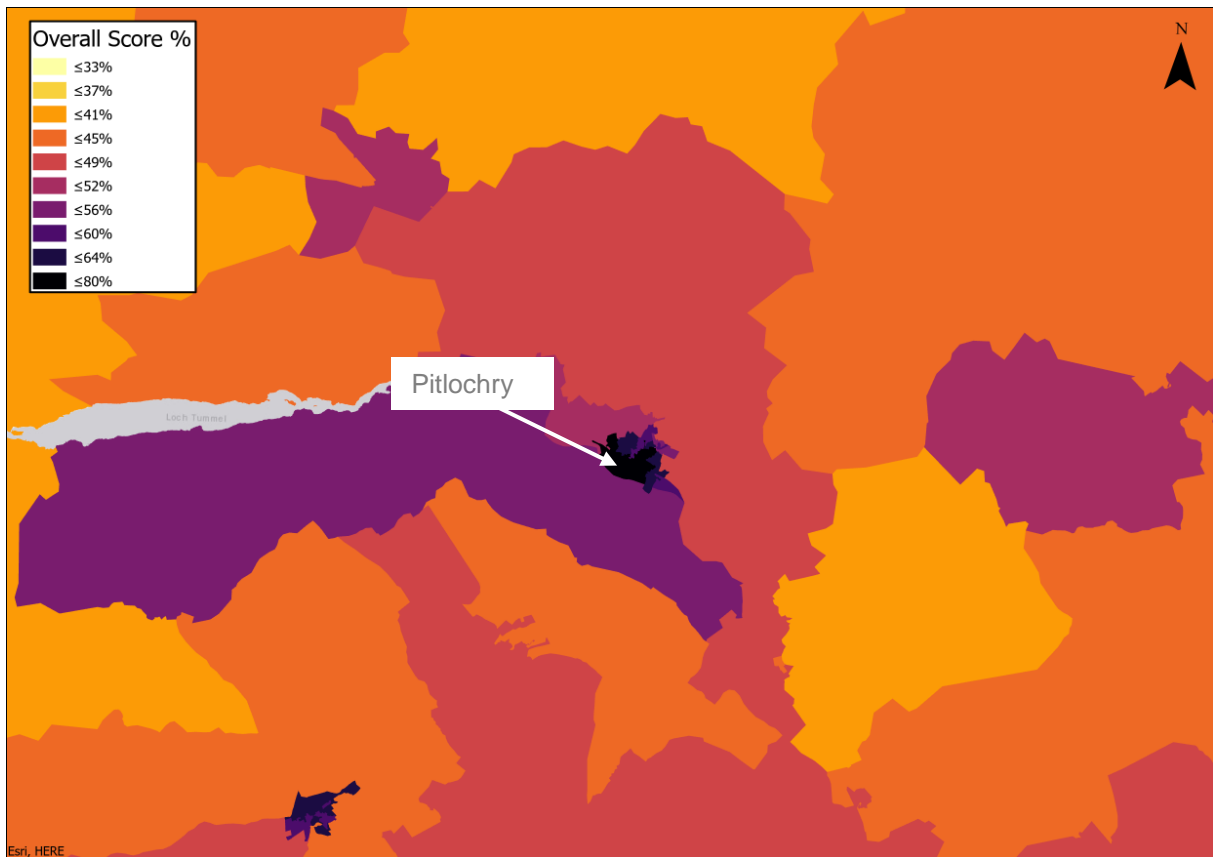 Overall Score %
≤33%
≤37%
≤41%
≤45%
≤49%
≤52%
≤56%
≤60%
≤64%
≤80%
N
Pitlochry
Loch Tummel
Esri, HERE